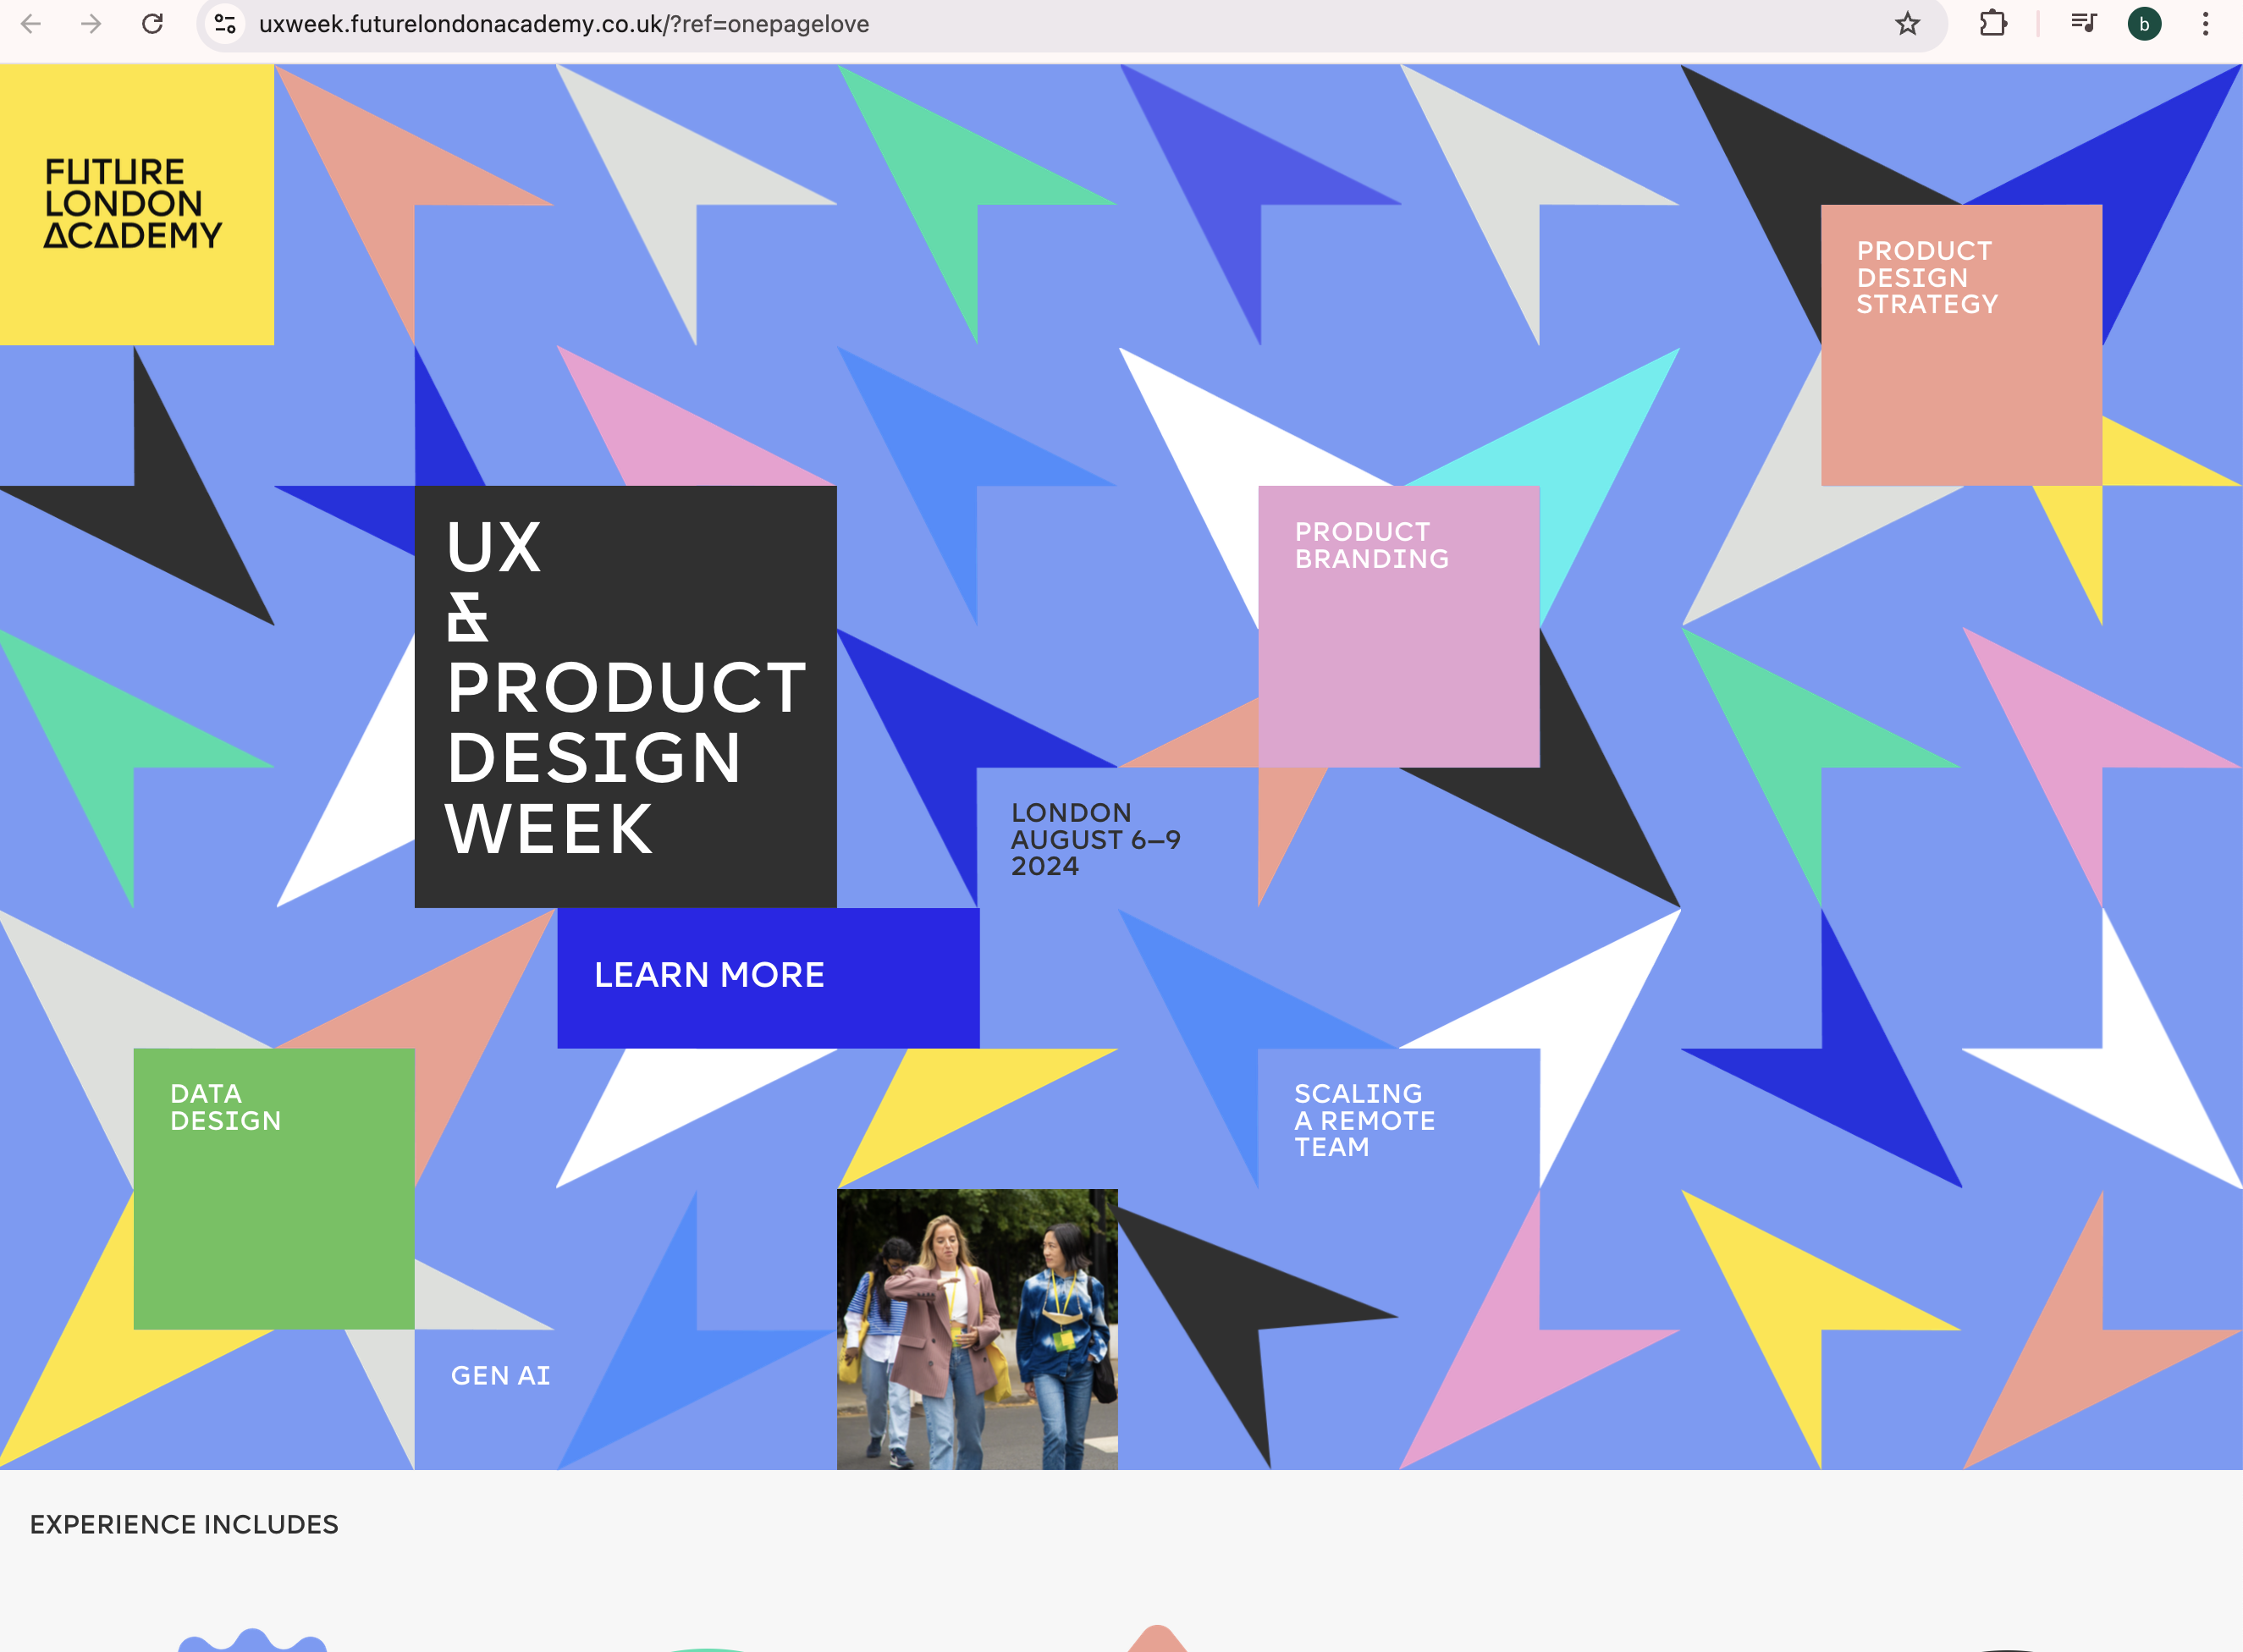 uxweek.futurelondonacademy.co.uk/?ref=onepagelove
b
FUTURE
LONDON
ACADEMY
PRODUCT
DESIGN
STRATEGY
UX
&
PRODUCT
DESIGN
WEEK
PRODUCT
BRANDING
LONDON
AUGUST 6–9
2024
LEARN MORE
DATA
DESIGN
SCALING
A REMOTE
TEAM
GEN AI
EXPERIENCE INCLUDES